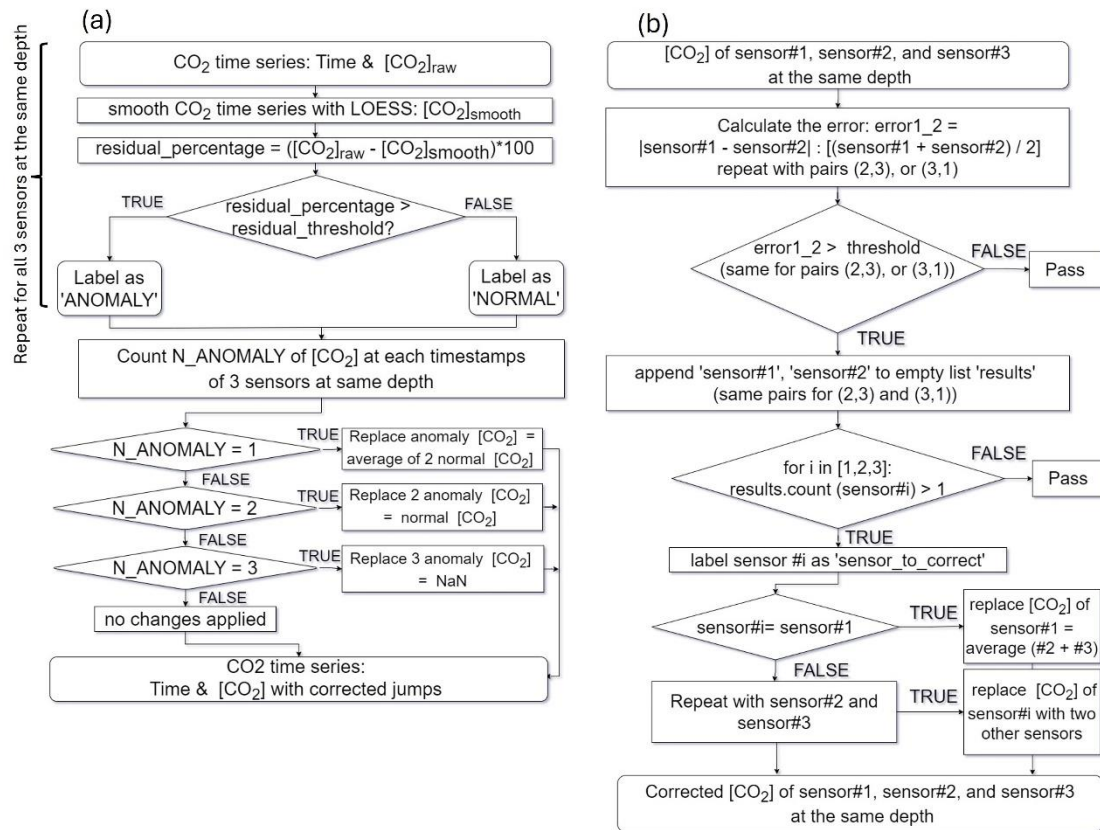 (a)
Repeat for all 3 sensors at the same depth
CO₂ time series: Time & [CO₂]raw
smooth CO₂ time series with LOESS: [CO₂]smooth
residual_percentage = ([CO₂]raw - [CO₂]smooth)*100
TRUE
residual_percentage >
residual_threshold?
FALSE
Label as
'ANOMALY'
Label as
'NORMAL'
Count N_ANOMALY of [CO₂] at each timestamps
of 3 sensors at same depth
N_ANOMALY = 1
TRUE
Replace anomaly [CO₂] =
average of 2 normal [CO₂]
FALSE
N_ANOMALY = 2
TRUE
Replace 2 anomaly [CO₂]
= normal [CO₂]
FALSE
N_ANOMALY = 3
TRUE
Replace 3 anomaly [CO₂]
= NaN
FALSE
no changes applied
CO2 time series:
Time & [CO₂] with corrected jumps
(b)
[CO₂] of sensor#1, sensor#2, and sensor#3
at the same depth
Calculate the error: error1_2 =
|sensor#1 - sensor#2| : [(sensor#1 + sensor#2) / 2]
repeat with pairs (2,3), or (3,1)
error1_2 > threshold
(same for pairs (2,3), or (3,1))
FALSE
Pass
TRUE
append 'sensor#1', 'sensor#2' to empty list 'results'
(same pairs for (2,3) and (3,1))
for i in [1,2,3]:
results.count (sensor#i) > 1
FALSE
Pass
TRUE
label sensor #i as 'sensor_to_correct'
sensor#i= sensor#1
TRUE
replace [CO₂] of
sensor#1 =
average (#2 + #3)
FALSE
Repeat with sensor#2 and
sensor#3
TRUE
replace [CO₂] of
sensor#i with two
other sensors
Corrected [CO₂] of sensor#1, sensor#2, and sensor#3
at the same depth